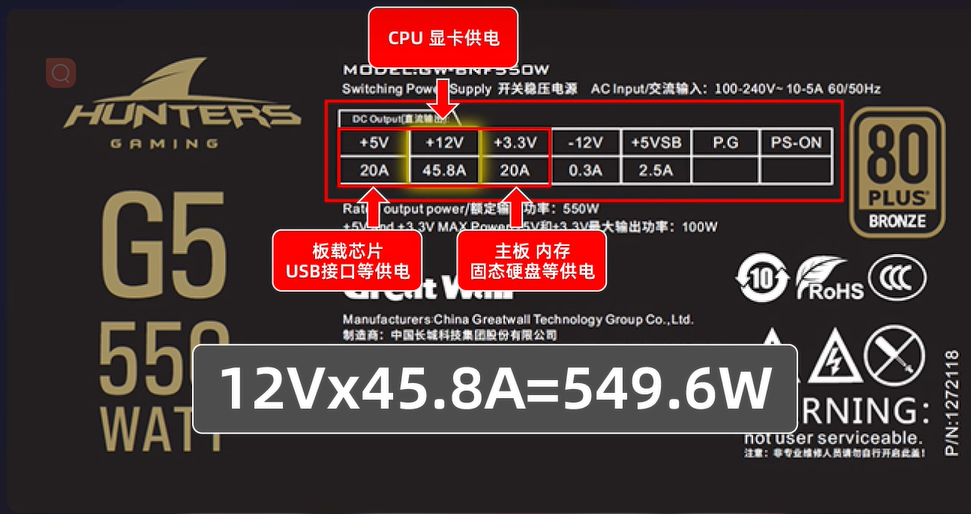 CPU 显卡供电
MODEL:GW-BNF550W
Switching Power Supply 开关稳压电源 AC Input/交流输入：100-240V~ 10-5A 60/50Hz
HUNTERS
GAMING
DC Output(直流输出):
+5V +12V +3.3V -12V +5VSB P.G PS-ON
20A 45.8A 20A 0.3A 2.5A
80
PLUS
BRONZE
output power/额定输 功率：550W
+5V and +3.3V MAX Power 5V和+3.3V最大输出功率：100W
板载芯片
USB接口等供电
主板 内存
固态硬盘等供电
G5
Great Wall
10
RoHS
CCC
Manufacturers:China Greatwall Technology Group Co.,Ltd.
制造商：中国长城科技集团股份有限公司
550
WATT
12Vx45.8A=549.6W
RNING:
not user serviceable.
注意：非专业维修人员请勿自行开启此盖！
P/N:1272118